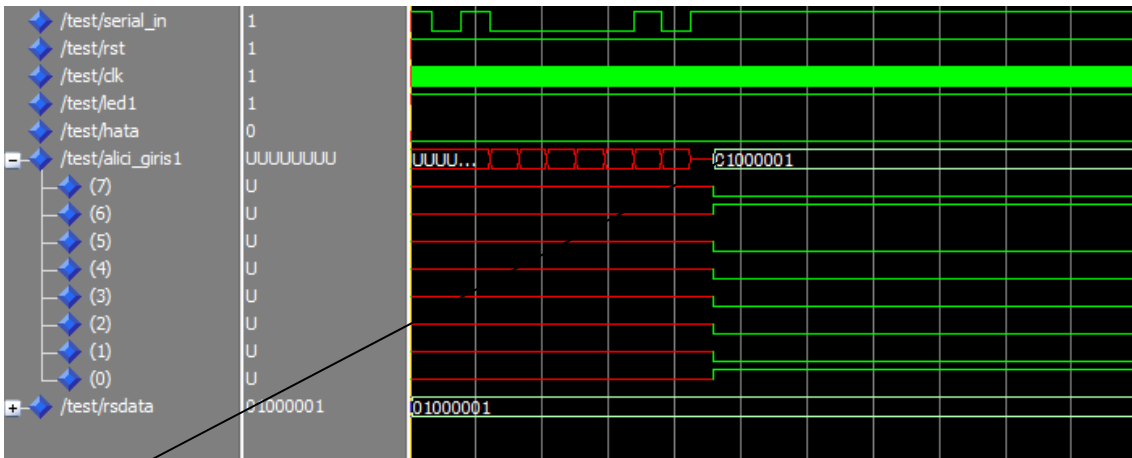 /test/serial_in 1
/test/rst 1
/test/clk 1
/test/led1 1
/test/hata 0
/test/alici_giris1 UUUUUUUU UUUU... 01000001
(7) U
(6) U
(5) U
(4) U
(3) U
(2) U
(1) U
(0) U
/test/rsdata 01000001 01000001